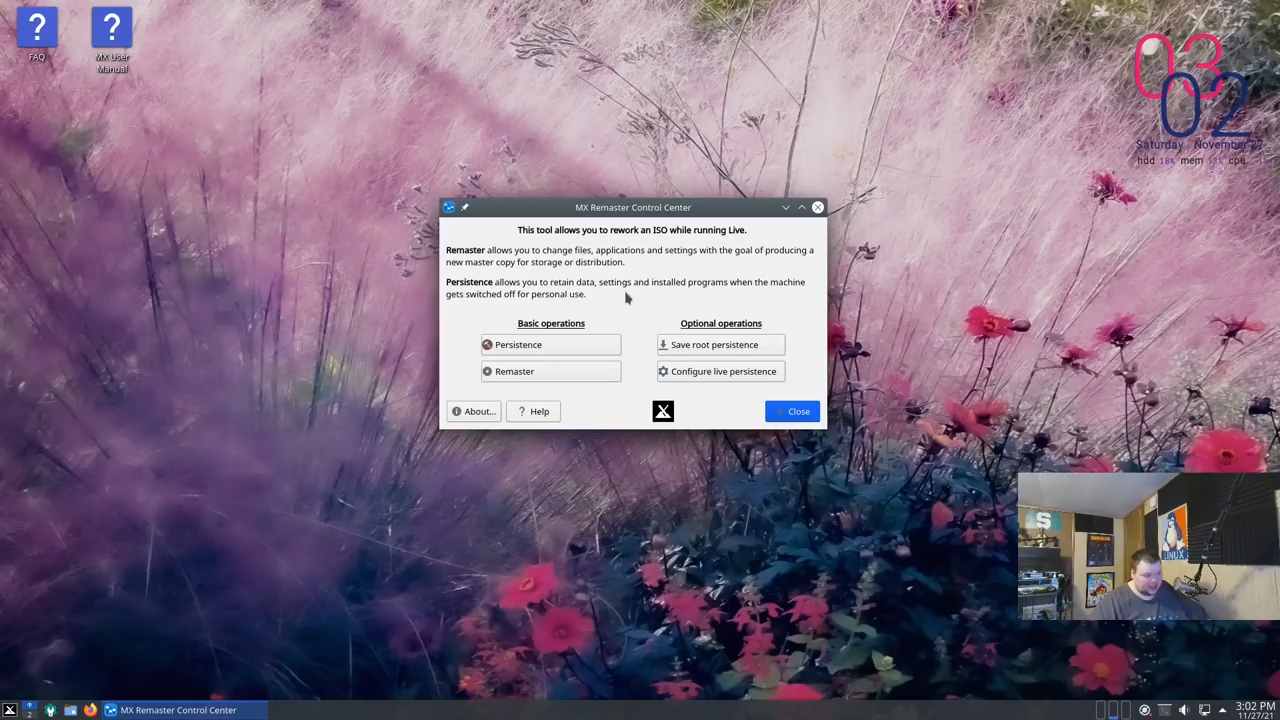 FAQ
MX User
Manual
03
02
Saturday November
hdd 18% mem cpu
MX Remaster Control Center
This tool allows you to rework an ISO while running Live.
Remaster allows you to change files, applications and settings with the goal of producing a
new master copy for storage or distribution.
Persistence allows you to retain data, settings and installed programs when the machine
gets switched off for personal use.
Basic operations
Optional operations
Persistence
Save root persistence
Remaster
Configure live persistence
About...
Help
Close
S
LINUX
2
MX Remaster Control Center
3:02 PM
11/27/21